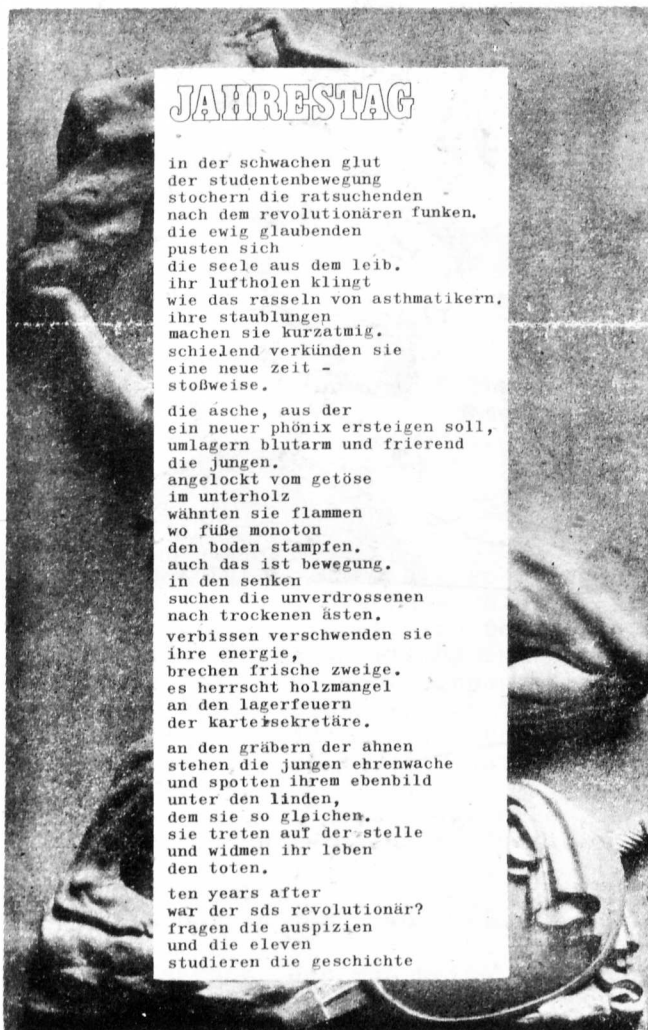 JAHRESTAG
in der schwachen glut
der studentenbewegung
stochern die ratsuchenden
nach dem revolutionären funken.
die ewig glaubenden
pusten sich
die seele aus dem leib.
ihr luftholen klingt
wie das rasseln von asthmatikern.
ihre staublungen
machen sie kurzatmig.
schielend verkünden sie
eine neue zeit -
stoßweise.
die asche, aus der
ein neuer phönix ersteigen soll,
umlagern blutarm und frierend
die jungen.
angelockt vom getöse
im unterholz
wähnten sie flammen
wo füße monoton
den boden stampfen.
auch das ist bewegung.
in den senken
suchen die unverdrossenen
nach trockenen ästen.
verbissen verschwenden sie
ihre energie,
brechen frische zweige.
es herrscht holzmangel
an den lagerfeuern
der karteisekretäre.
an den gräbern der ahnen
stehen die jungen ehrenwache
und spotten ihrem ebenbild
unter den linden,
dem sie so gleichen.
sie treten auf der stelle
und widmen ihr leben
den toten.
ten years after
war der sds revolutionär?
fragen die auspizien
und die eleven
studieren die geschichte